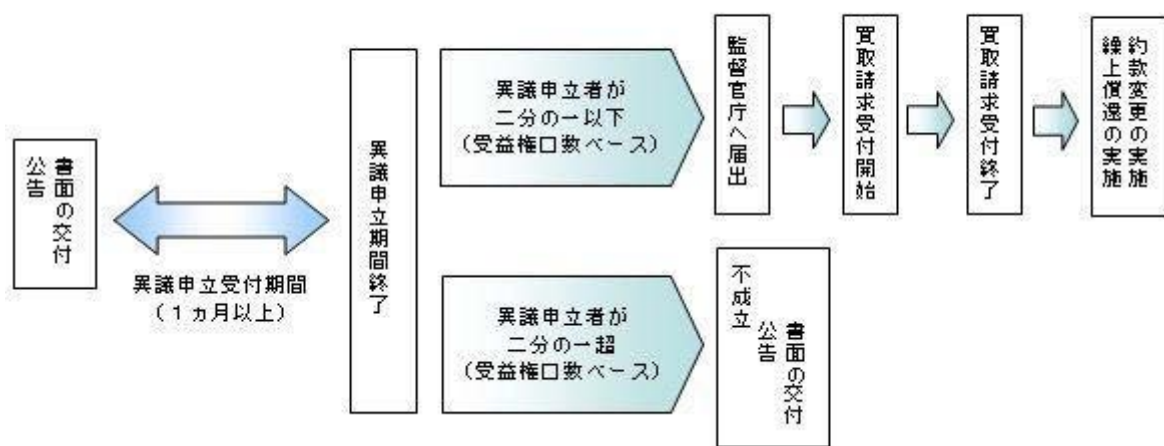 書面の交付
公告
異議申立受付期間
（１ヵ月以上）
異議申立期間終了
異議申立者が
二分の一以下
（受益権口数ベース）
監督官庁へ届出
買取請求受付開始
買取請求受付終了
約款変更の実施
繰上償還の実施
異議申立者が
二分の一超
（受益権口数ベース）
不成立
書面の交付
公告